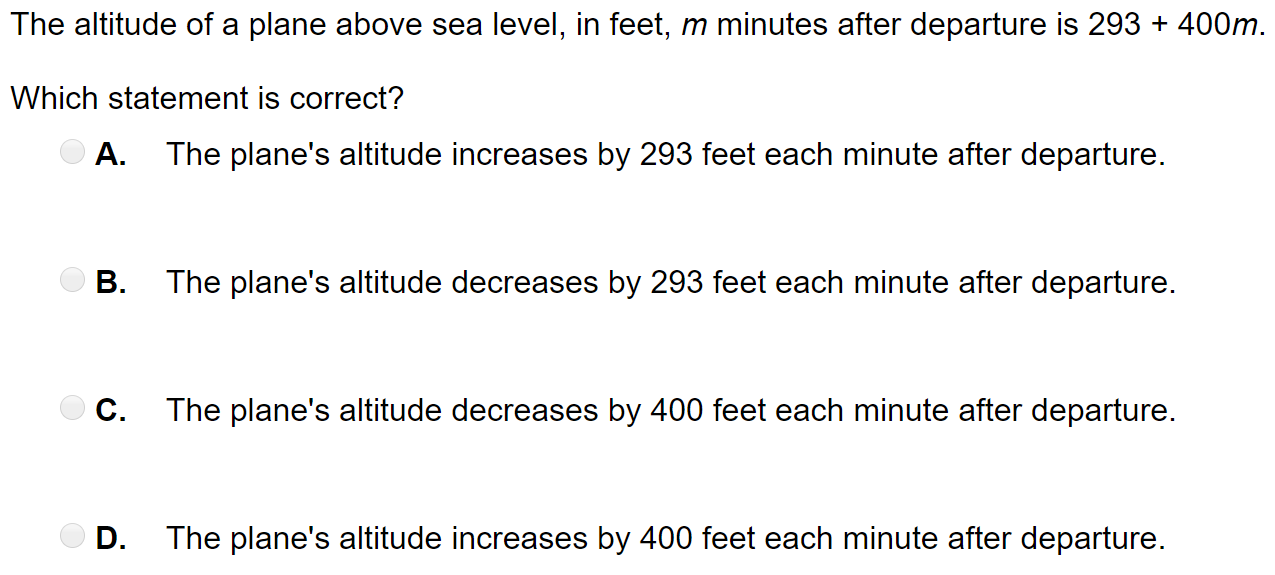 The altitude of a plane above sea level, in feet, m minutes after departure is 293 + 400m.
Which statement is correct?
A. The plane's altitude increases by 293 feet each minute after departure.
B. The plane's altitude decreases by 293 feet each minute after departure.
C. The plane's altitude decreases by 400 feet each minute after departure.
D. The plane's altitude increases by 400 feet each minute after departure.